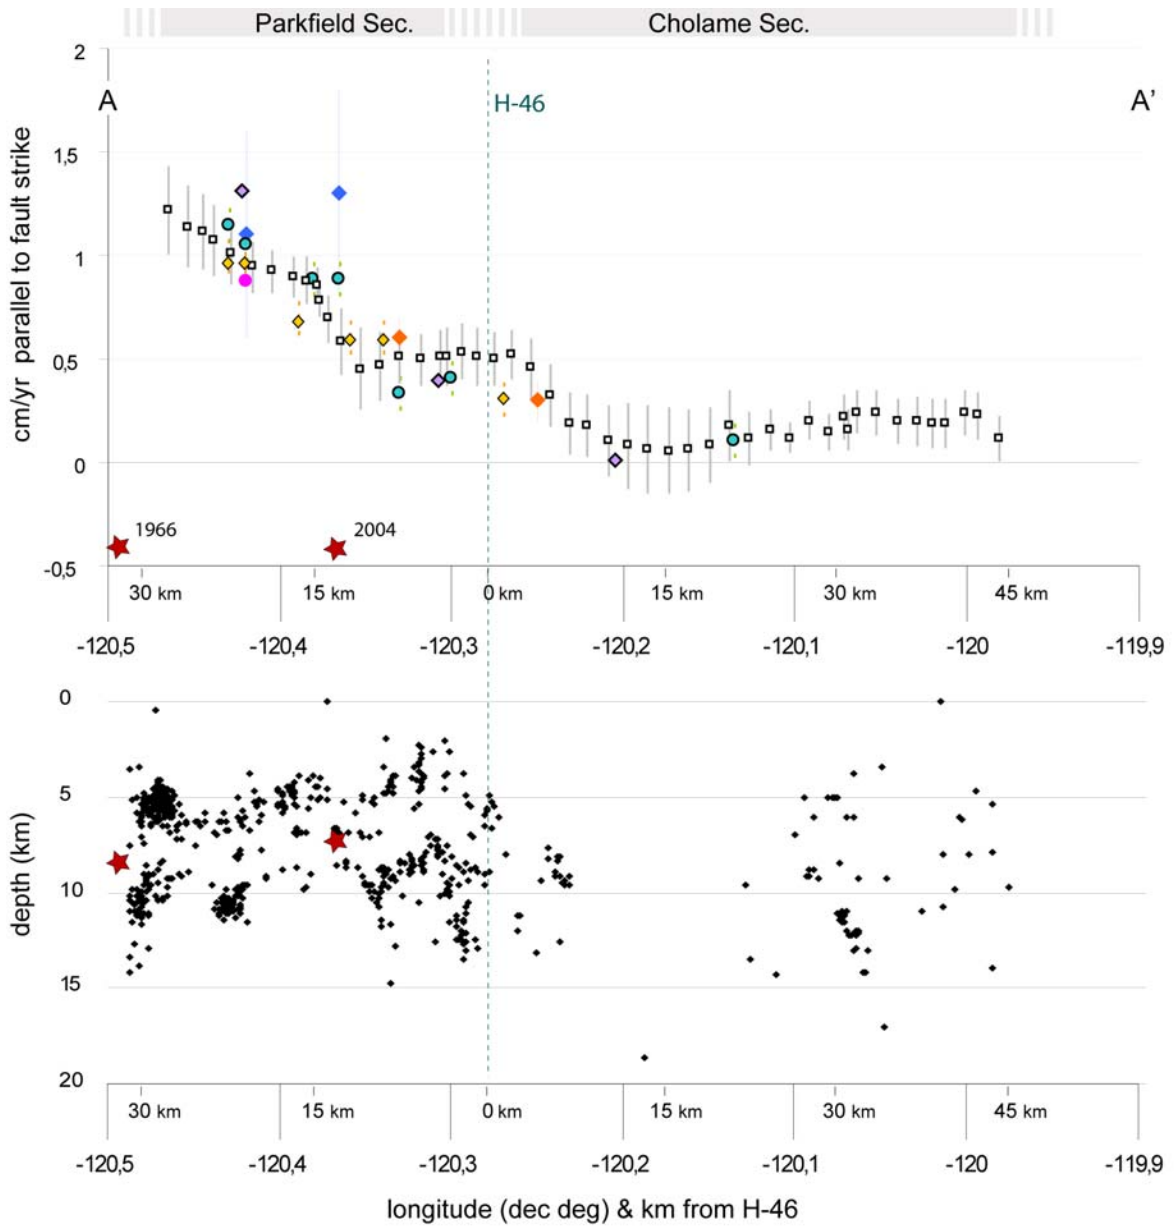 Parkfield Sec. Cholame Sec.
2
A H-46 A'
1,5
1
0,5
0
-0,5
cm/yr parallel to fault strike
1966 2004
30 km 15 km 0 km 15 km 30 km 45 km
-120,5 -120,4 -120,3 -120,2 -120,1 -120 -119,9
0
5
10
15
20
depth (km)
30 km 15 km 0 km 15 km 30 km 45 km
-120,5 -120,4 -120,3 -120,2 -120,1 -120 -119,9
longitude (dec deg) & km from H-46